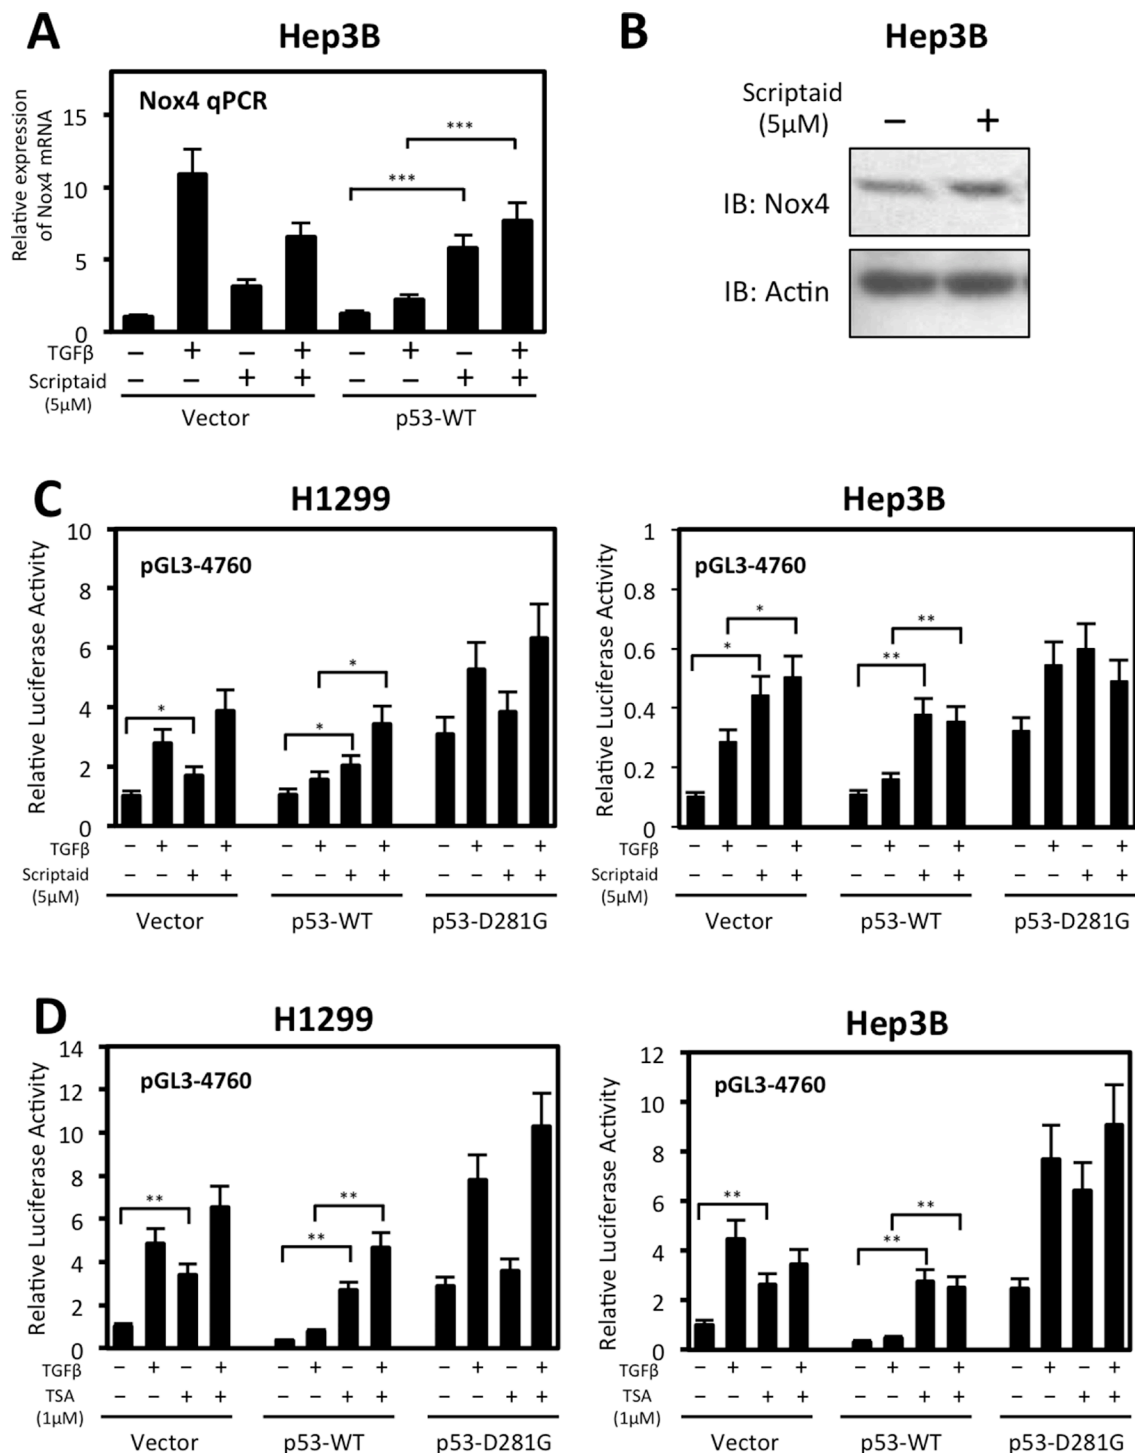 A
Hep3B
Nox4 qPCR
Relative expression
of Nox4 mRNA
15
10
5
0
***
***
TGFβ − + − + − + − +
Scriptaid − − + + − − + +
(5μM)
Vector p53-WT
B
Hep3B
Scriptaid
(5μM) − +
IB: Nox4
IB: Actin
C
H1299
pGL3-4760
Relative Luciferase Activity
10
8
6
4
2
0
*
*
*
TGFβ − + − + − + − + − + − +
Scriptaid − − + + − − + + − − + +
(5μM)
Vector p53-WT p53-D281G
Hep3B
pGL3-4760
Relative Luciferase Activity
1
0.8
0.6
0.4
0.2
0
*
*
**
**
TGFβ − + − + − + − + − + − +
Scriptaid − − + + − − + + − − + +
(5μM)
Vector p53-WT p53-D281G
D
H1299
pGL3-4760
Relative Luciferase Activity
14
12
10
8
6
4
2
0
**
**
**
TGFβ − + − + − + − + − + − +
TSA − − + + − − + + − − + +
(1μM)
Vector p53-WT p53-D281G
Hep3B
pGL3-4760
Relative Luciferase Activity
12
10
8
6
4
2
0
**
**
**
TGFβ − + − + − + − + − + − +
TSA − − + + − − + + − − + +
(1μM)
Vector p53-WT p53-D281G